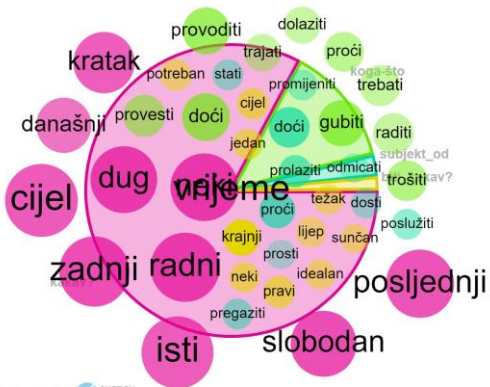 dolaziti
provoditi
proći
trajati
kratak
koga-što
potreban
stati
promijeniti
trebati
cijel
današnji
provesti
doći
doći
gubiti
raditi
jedan
subjekt_od
prolaziti
odmicati
dug
neki
vrijeme
trošiti
cijel
težak
dosti
proći
poslužiti
krajnji
lijep
sunčan
zadnji
radni
prosti
kakav?
neki
idealan
posljednji
pravi
pregaziti
isti
slobodan